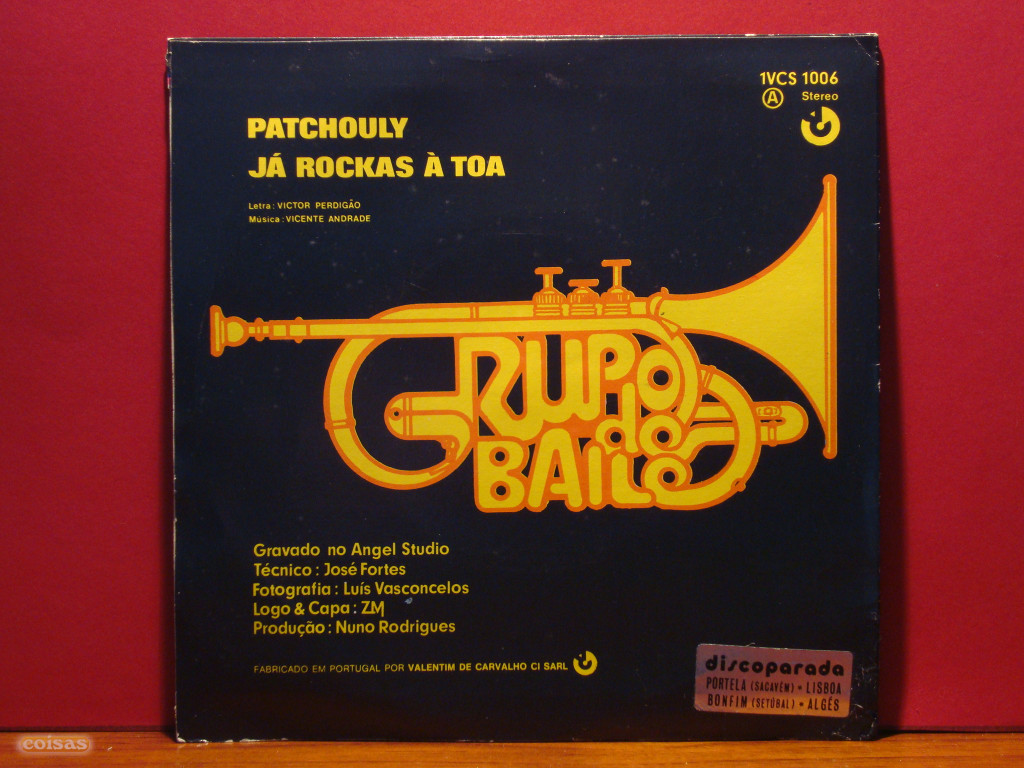 1VCS 1006
A Stereo
PATCHOULY
JÁ ROCKAS À TOA
Letra : VICTOR PERDIGÃO
Música : VICENTE ANDRADE
GRUPO
de
BAILE
Gravado no Angel Studio
Técnico : José Fortes
Fotografia : Luís Vasconcelos
Logo & Capa : ZM
Produção : Nuno Rodrigues
FABRICADO EM PORTUGAL POR VALENTIM DE CARVALHO CI SARL
discoparada
PORTELA (SACAVÉM) • LISBOA
BONFIM (SETÚBAL) • ALGÉS
coisas